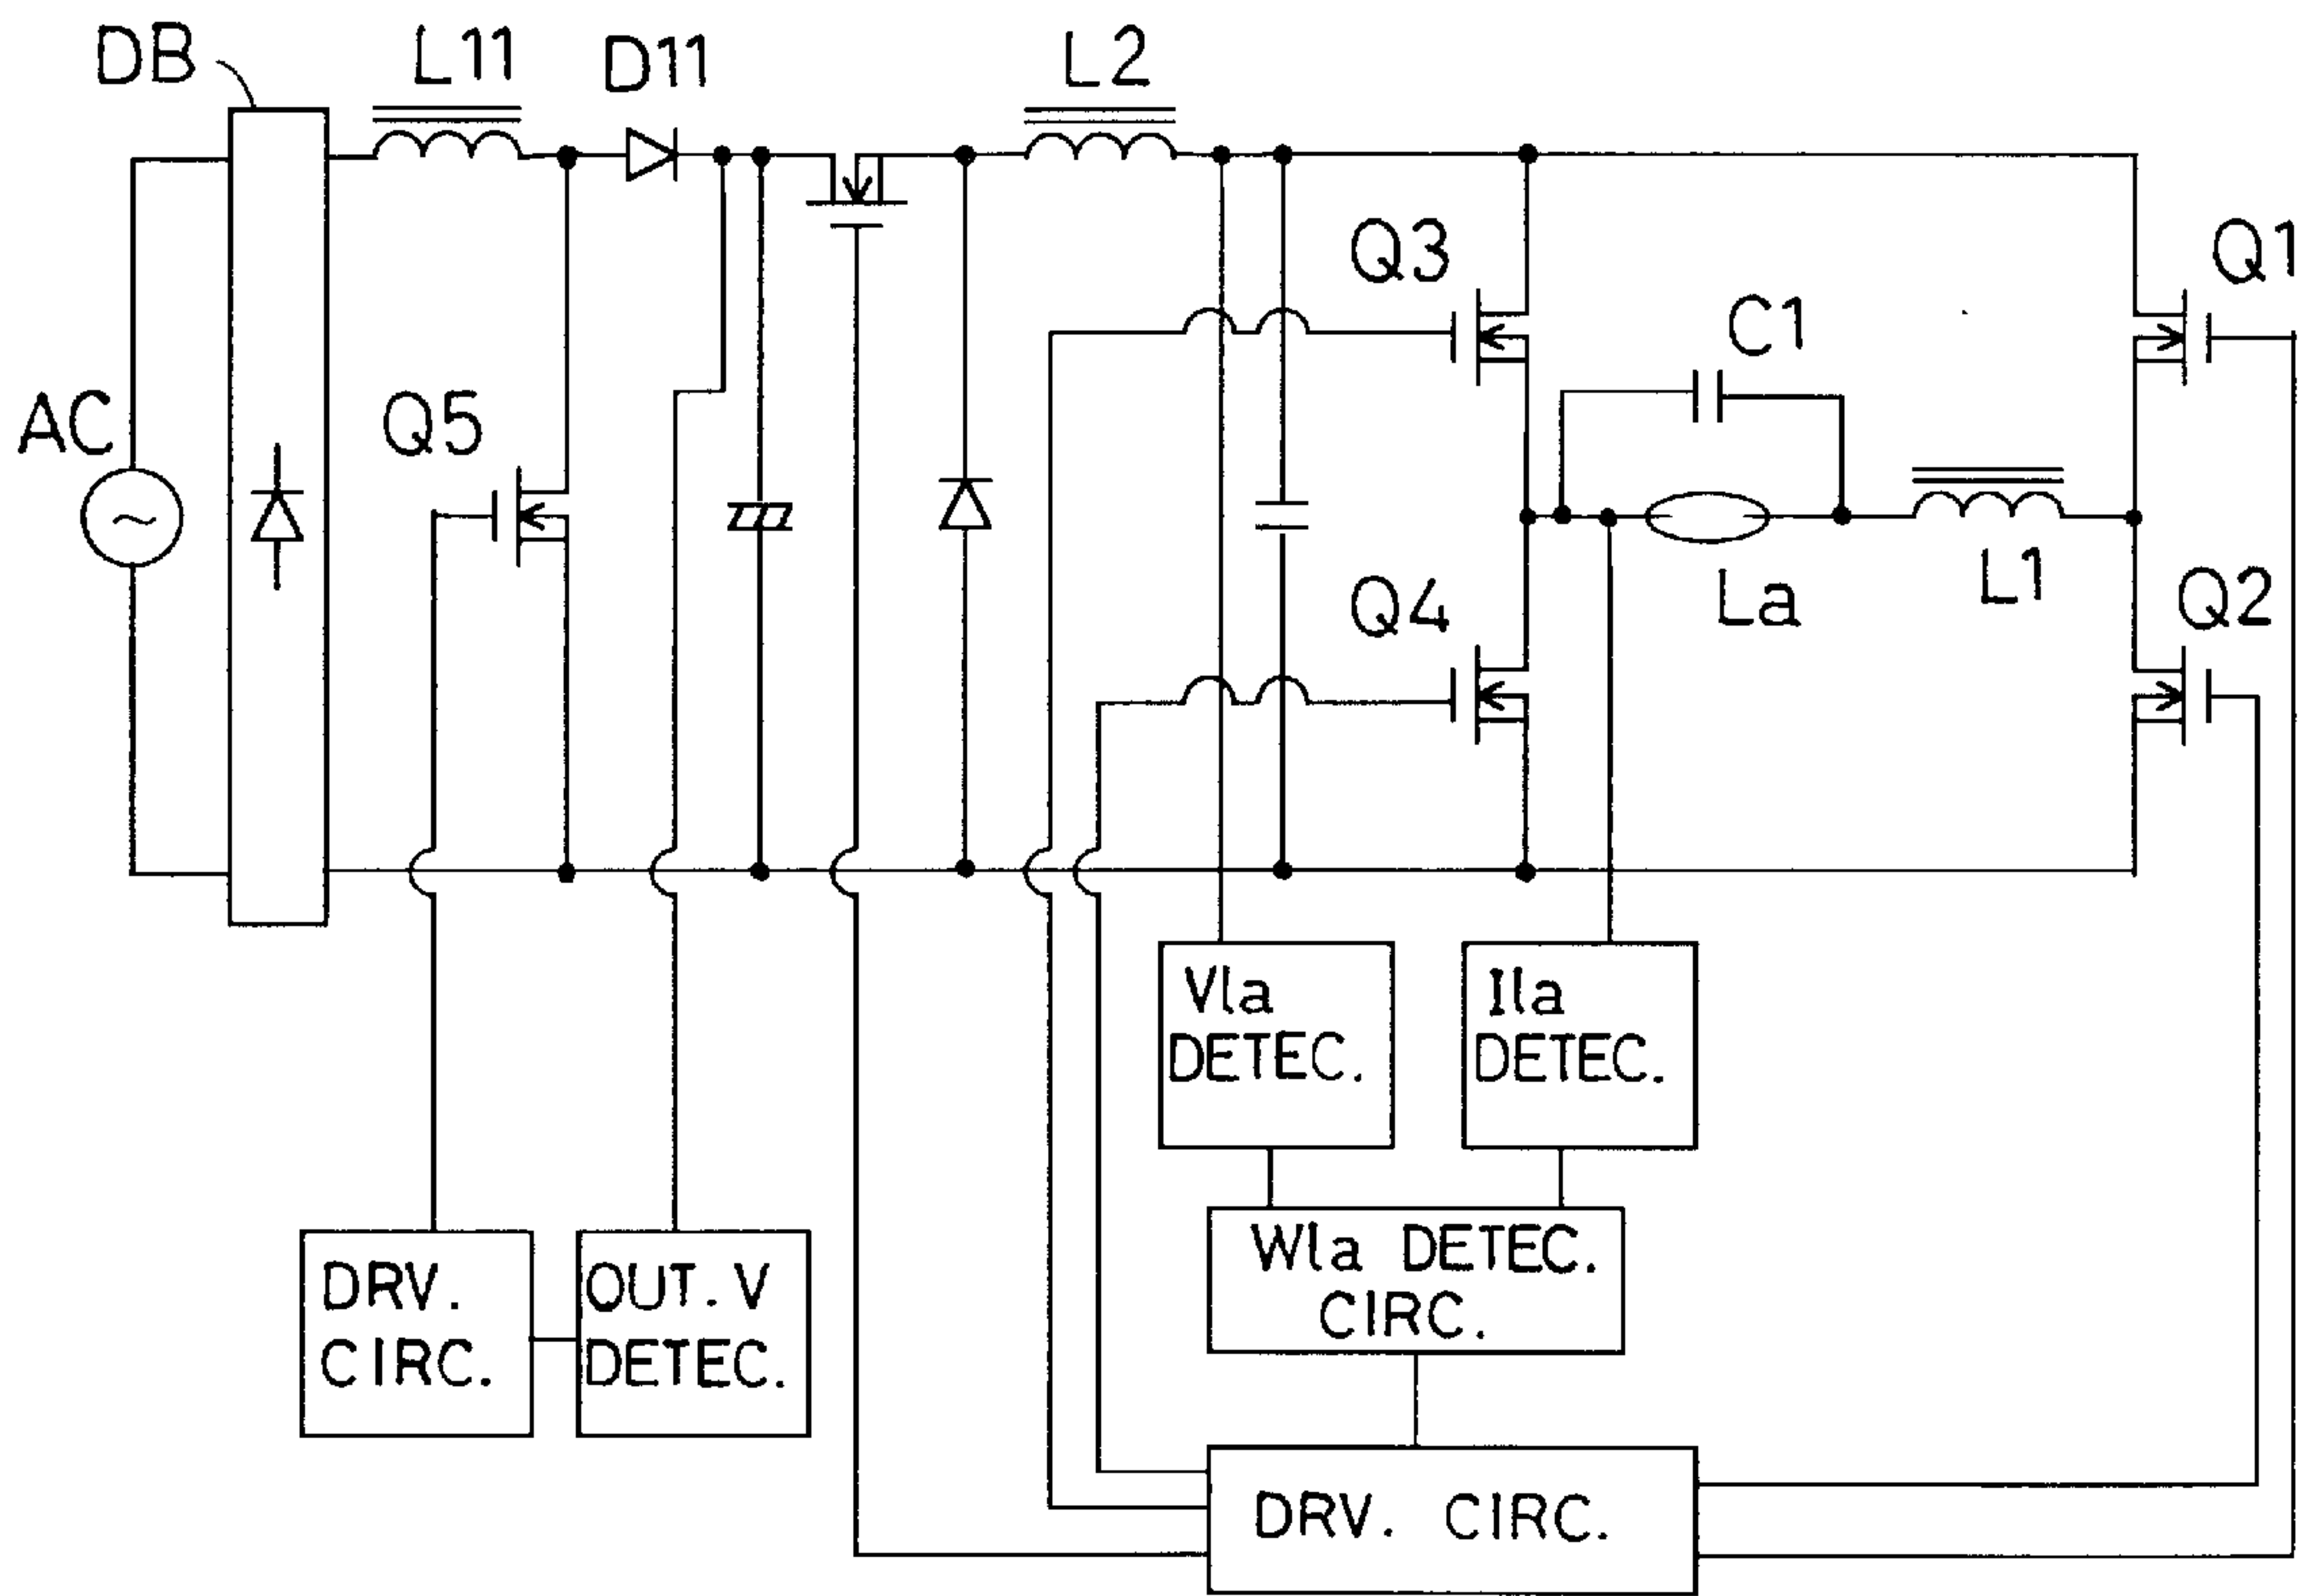 DB
L11
D11
L2
Q3
Q1
C1
AC
Q5
Q4
La
L1
Q2
Vla
DETEC.
Ila
DETEC.
DRV.
CIRC.
OUT. V
DETEC.
Wla DETEC.
CIRC.
DRV. CIRC.